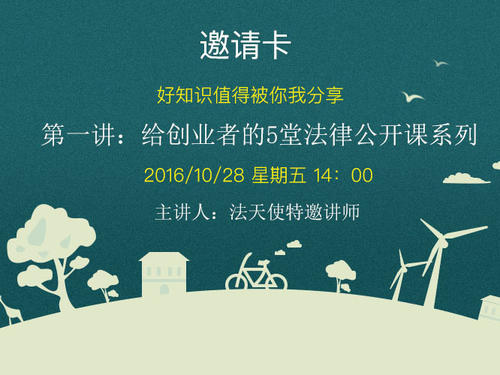 邀请卡
好知识值得被你我分享
第一讲：给创业者的5堂法律公开课系列
2016/10/28 星期五 14：00
主讲人：法天使特邀讲师